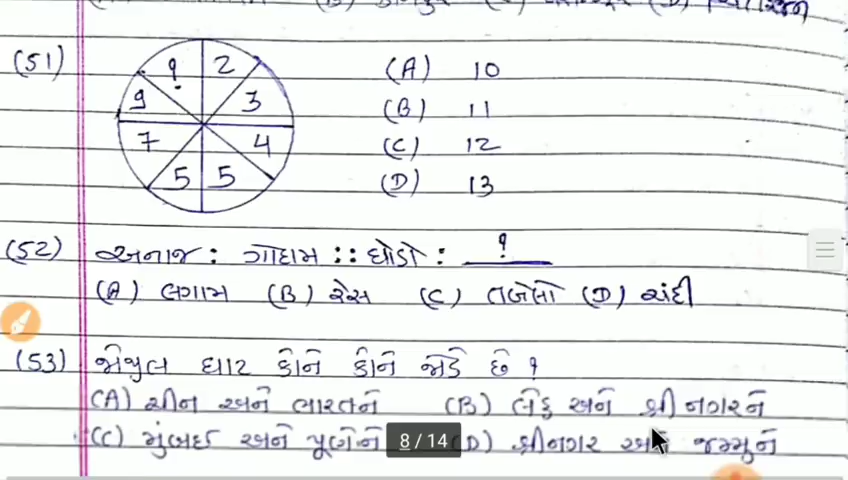 (51) ? 2 (A) 10
9 3 (B) 11
7 4 (C) 12
5 5 (D) 13
(52) અનાજ : ગોદામ :: ઘોડો : ?
(A) લગામ (B) રેસ (C) તબેલો (D) ચંદી
(53) ભોયુલ ઘાટ કોને કોને જોડે છે ?
(A) ચીન અને ભારતને (B) લેહ અને શ્રીનગરને
(C) મુંબઈ અને પૂણેને (D) શ્રીનગર અને જમ્મુને
8 / 14